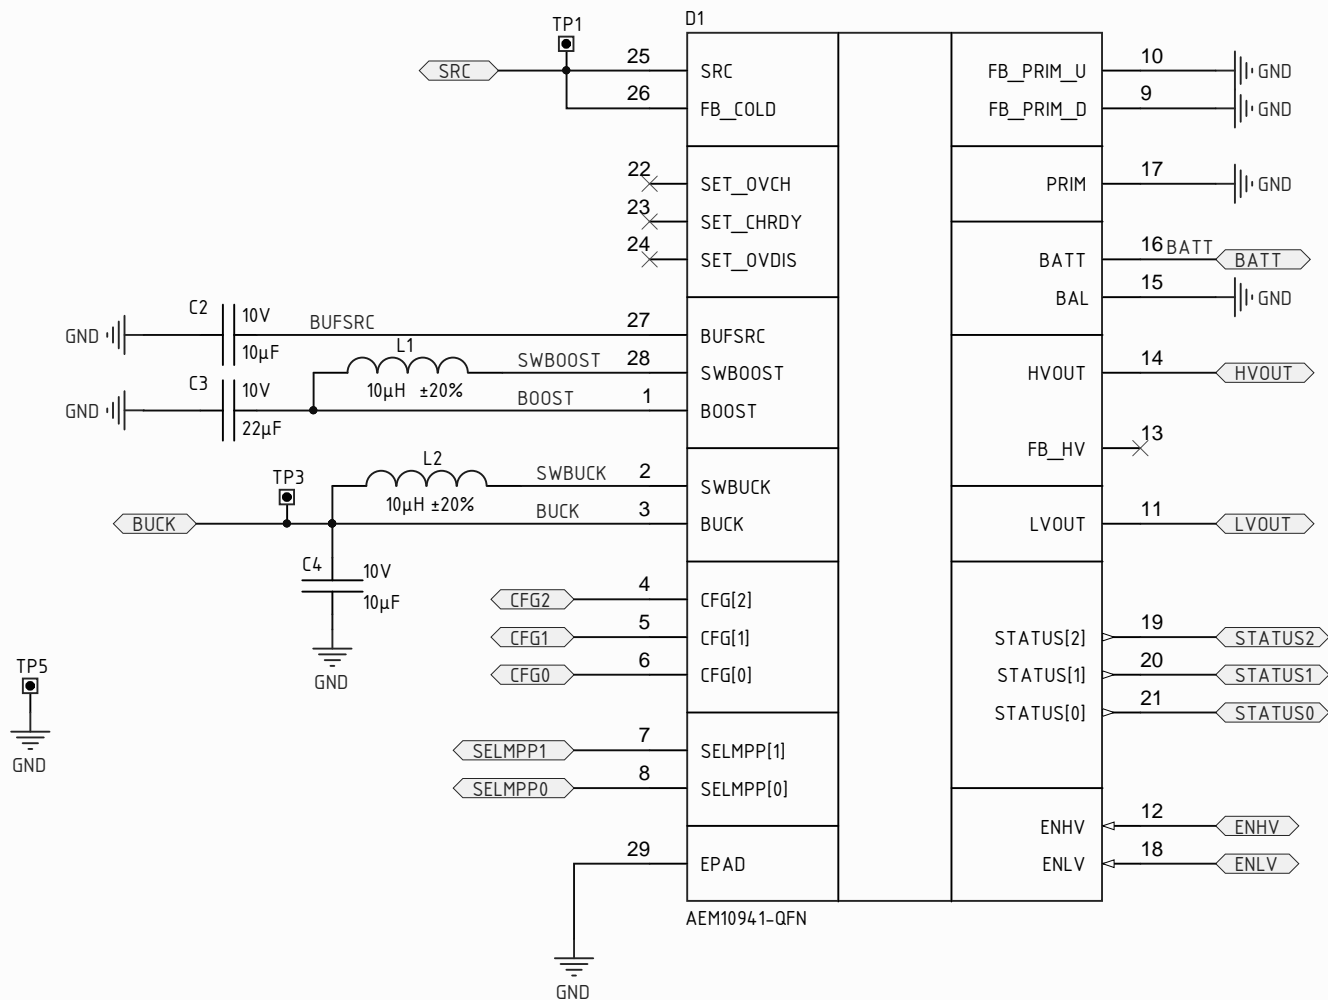 D1
TP1
SRC
25
SRC
26
FB_COLD
22
SET_OVCH
23
SET_CHRDY
24
SET_OVDIS
GND
C2
10V
10µF
BUFSRC
27
BUFSRC
L1
10µH ±20%
SWBOOST
28
SWBOOST
GND
C3
10V
22µF
BOOST
1
BOOST
L2
10µH ±20%
SWBUCK
2
SWBUCK
TP3
BUCK
BUCK
3
BUCK
C4
10V
10µF
GND
CFG2
4
CFG[2]
CFG1
5
CFG[1]
CFG0
6
CFG[0]
TP5
GND
SELMPP1
7
SELMPP[1]
SELMPP0
8
SELMPP[0]
29
EPAD
GND
AEM10941-QFN
FB_PRIM_U
10
GND
FB_PRIM_D
9
GND
PRIM
17
GND
BATT
16
BATT
BATT
BAL
15
GND
HVOUT
14
HVOUT
FB_HV
13
LVOUT
11
LVOUT
STATUS[2]
19
STATUS2
STATUS[1]
20
STATUS1
STATUS[0]
21
STATUS0
ENHV
12
ENHV
ENLV
18
ENLV